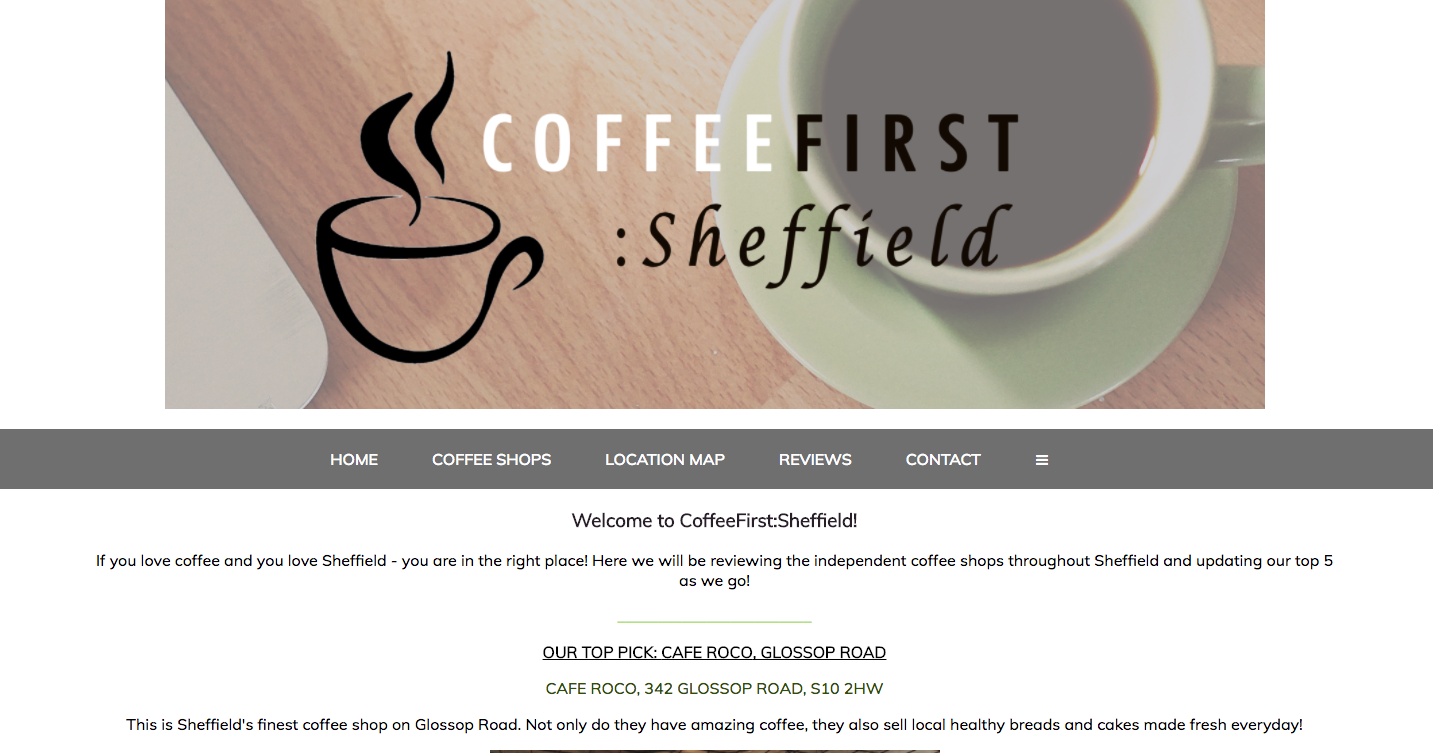 COFFEEFIRST
:Sheffield
HOME COFFEE SHOPS LOCATION MAP REVIEWS CONTACT
Welcome to CoffeeFirst:Sheffield!
If you love coffee and you love Sheffield - you are in the right place! Here we will be reviewing the independent coffee shops throughout Sheffield and updating our top 5
as we go!
OUR TOP PICK: CAFE ROCO, GLOSSOP ROAD
CAFE ROCO, 342 GLOSSOP ROAD, S10 2HW
This is Sheffield's finest coffee shop on Glossop Road. Not only do they have amazing coffee, they also sell local healthy breads and cakes made fresh everyday!